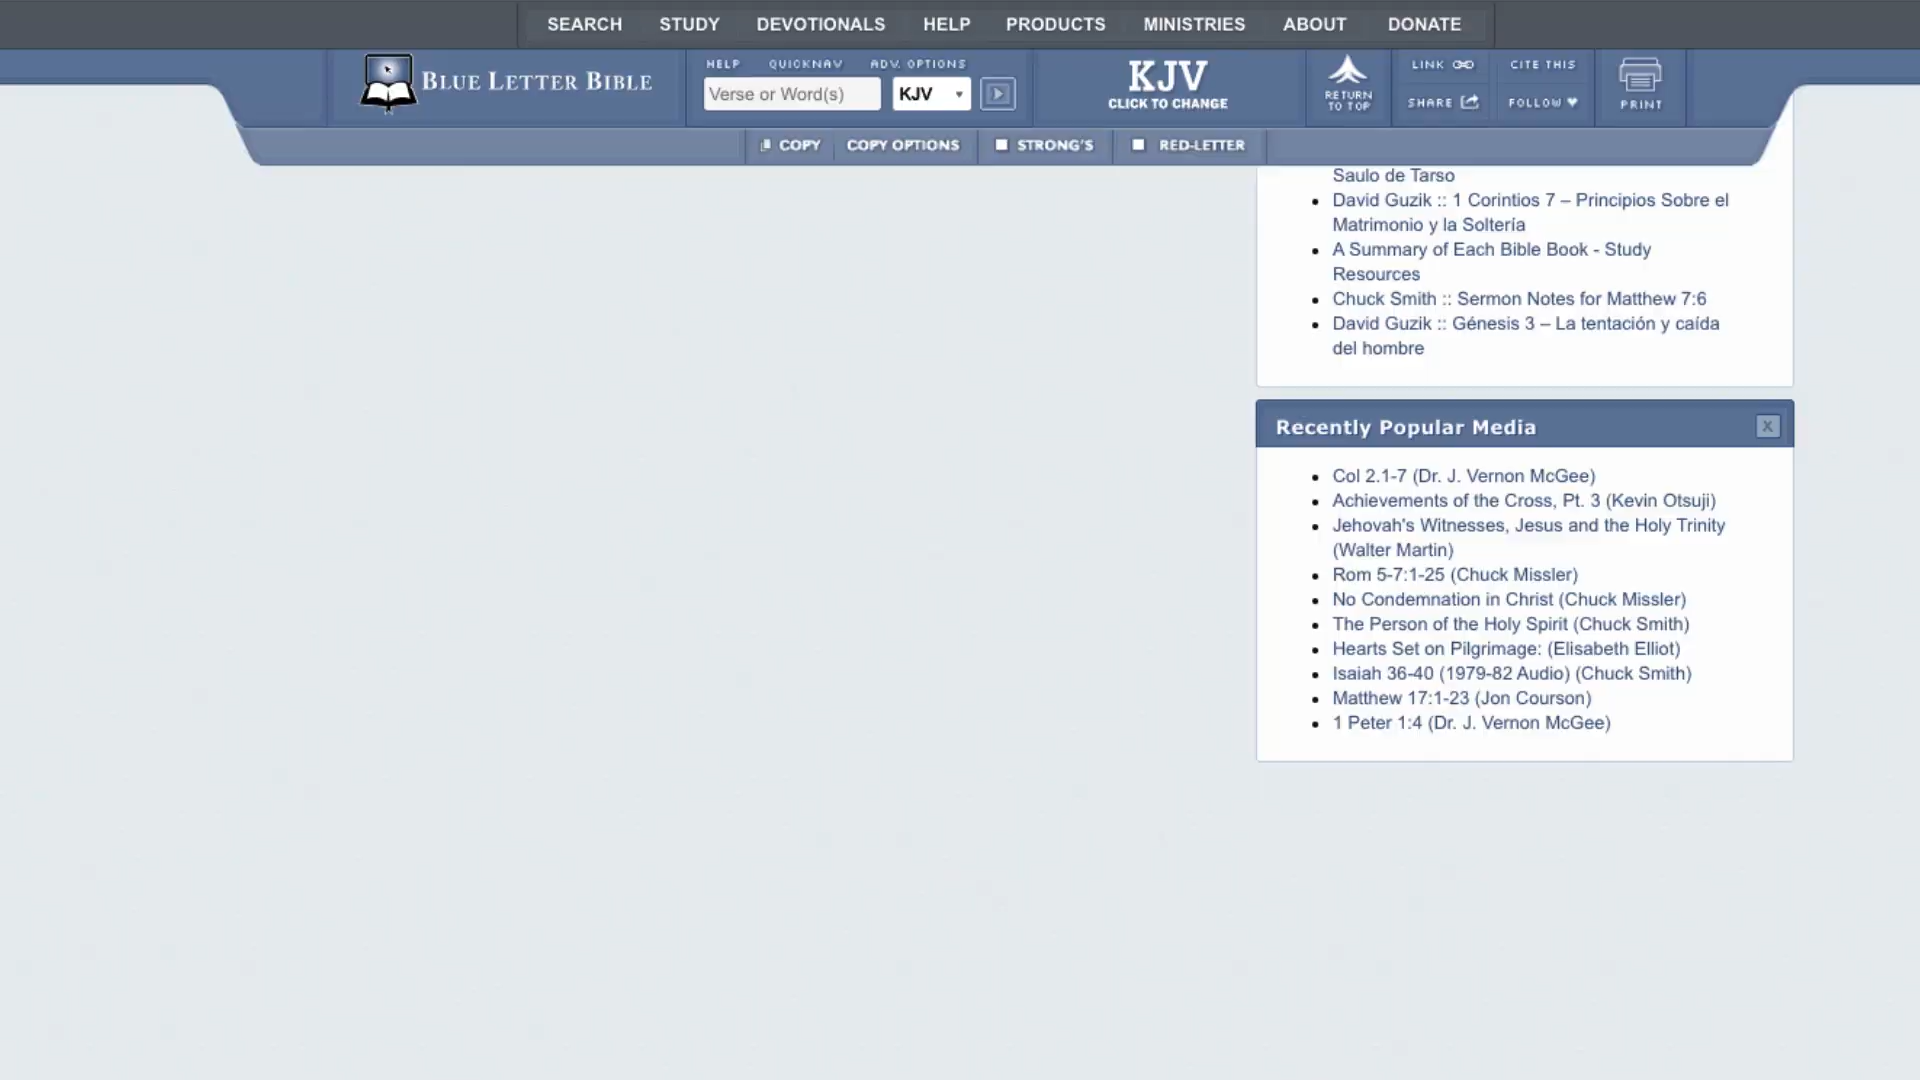 SEARCH STUDY DEVOTIONALS HELP PRODUCTS MINISTRIES ABOUT DONATE
BLUE LETTER BIBLE
HELP QUICKNAV ADV. OPTIONS
Verse or Word(s) KJV
KJV
CLICK TO CHANGE
RETURN
TO TOP
LINK CITE THIS
SHARE FOLLOW
PRINT
COPY COPY OPTIONS STRONG'S RED-LETTER
Saulo de Tarso
David Guzik :: 1 Corintios 7 – Principios Sobre el
Matrimonio y la Soltería
A Summary of Each Bible Book - Study
Resources
Chuck Smith :: Sermon Notes for Matthew 7:6
David Guzik :: Génesis 3 – La tentación y caída
del hombre
Recently Popular Media X
Col 2.1-7 (Dr. J. Vernon McGee)
Achievements of the Cross, Pt. 3 (Kevin Otsuji)
Jehovah's Witnesses, Jesus and the Holy Trinity
(Walter Martin)
Rom 5-7:1-25 (Chuck Missler)
No Condemnation in Christ (Chuck Missler)
The Person of the Holy Spirit (Chuck Smith)
Hearts Set on Pilgrimage: (Elisabeth Elliot)
Isaiah 36-40 (1979-82 Audio) (Chuck Smith)
Matthew 17:1-23 (Jon Courson)
1 Peter 1:4 (Dr. J. Vernon McGee)